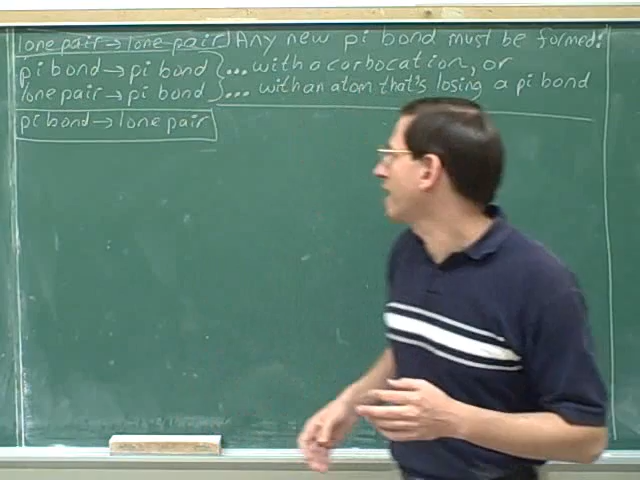 lone pair → lone pair } Any new pi bond must be formed:
pi bond → pi bond } ... with a carbocation, or
lone pair → pi bond } ... with an atom that's losing a pi bond
pi bond → lone pair